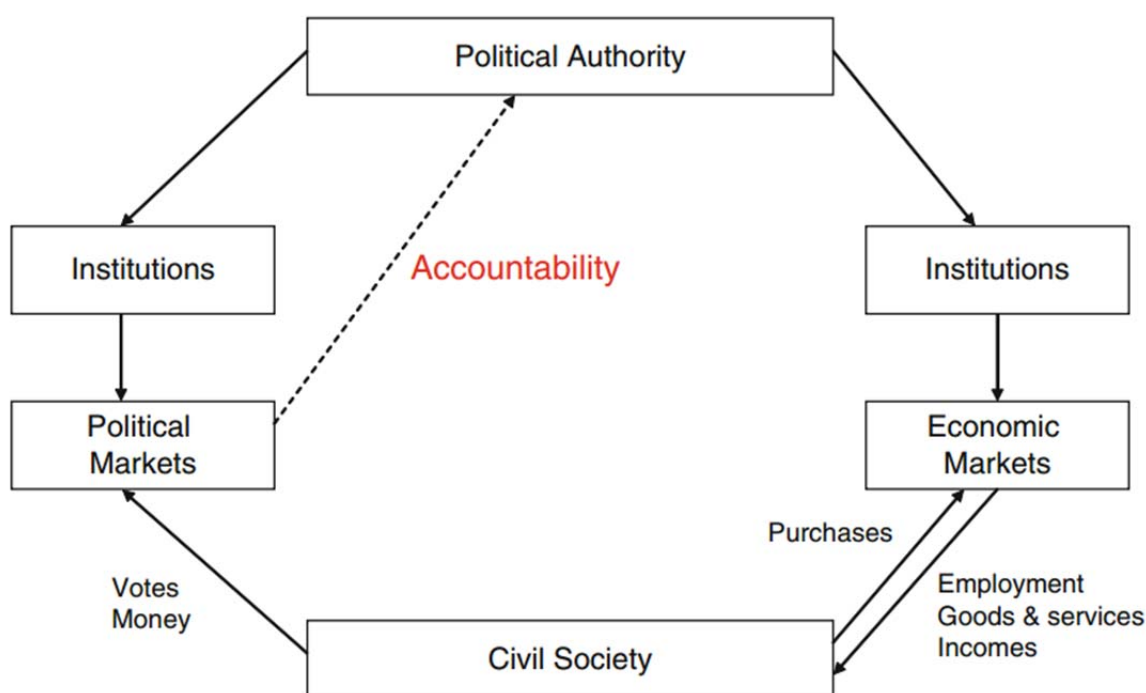 Political Authority
Institutions
Accountability
Institutions
Political
Markets
Economic
Markets
Purchases
Votes
Money
Employment
Goods & services
Incomes
Civil Society